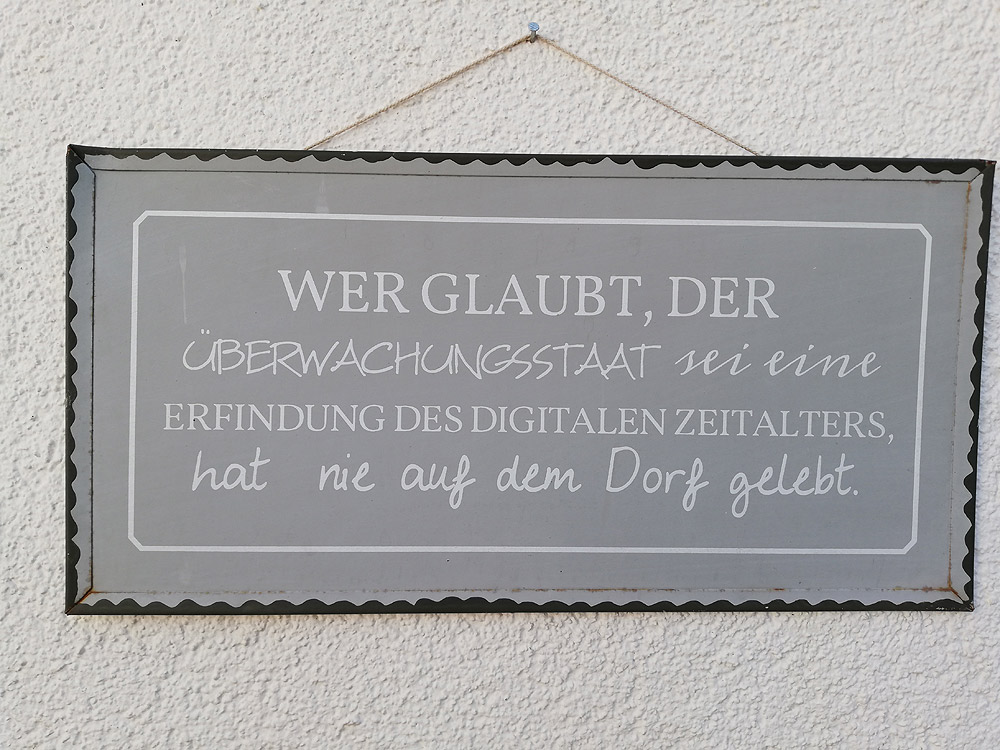 WER GLAUBT, DER
ÜBERWACHUNGSSTAAT sei eine
ERFINDUNG DES DIGITALEN ZEITALTERS,
hat nie auf dem Dorf gelebt.